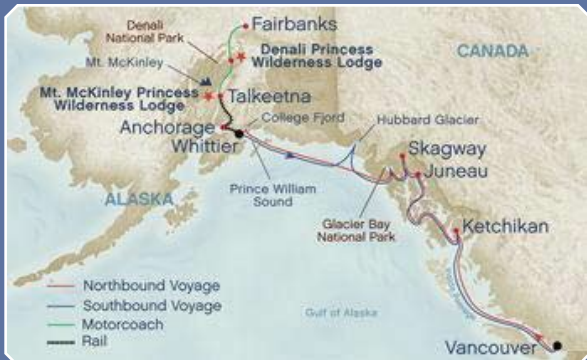 Fairbanks
Denali
National Park
Denali Princess
Wilderness Lodge
CANADA
Mt. McKinley
Mt. McKinley Princess
Wilderness Lodge
Talkeetna
College Fjord
Hubbard Glacier
Anchorage
Whittier
Skagway
Juneau
Prince William
Sound
ALASKA
Glacier Bay
National Park
Ketchikan
Northbound Voyage
Southbound Voyage
Motorcoach
Rail
Gulf of Alaska
Inside Passage
Vancouver